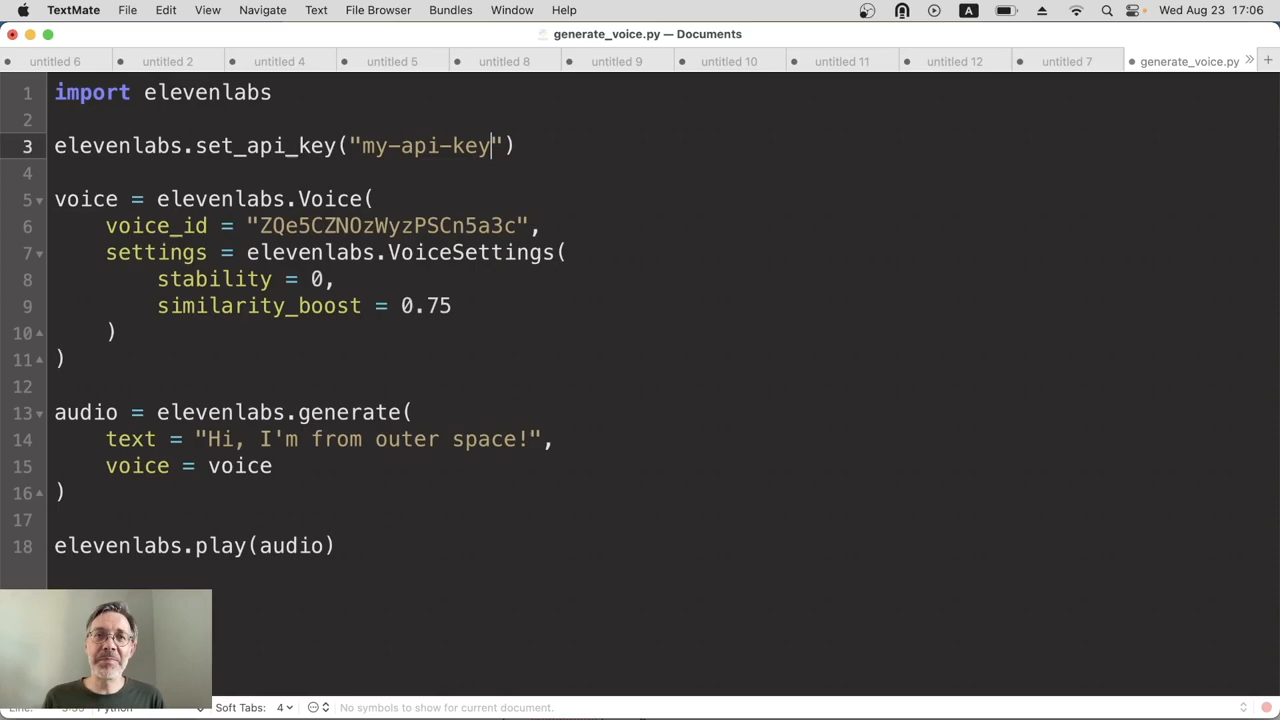 TextMate File Edit View Navigate Text File Browser Bundles Window Help A Wed Aug 23 17:06
generate_voice.py — Documents
untitled 6 untitled 2 untitled 4 untitled 5 untitled 8 untitled 9 untitled 10 untitled 11 untitled 12 untitled 7 generate_voice.py » +
1 import elevenlabs
2
3 elevenlabs.set_api_key("my-api-key")
4
5 voice = elevenlabs.Voice(
6 voice_id = "ZQe5CZNOzWyzPSCn5a3c",
7 settings = elevenlabs.VoiceSettings(
8 stability = 0,
9 similarity_boost = 0.75
10 )
11 )
12
13 audio = elevenlabs.generate(
14 text = "Hi, I'm from outer space!",
15 voice = voice
16 )
17
18 elevenlabs.play(audio)
Soft Tabs: 4 No symbols to show for current document.